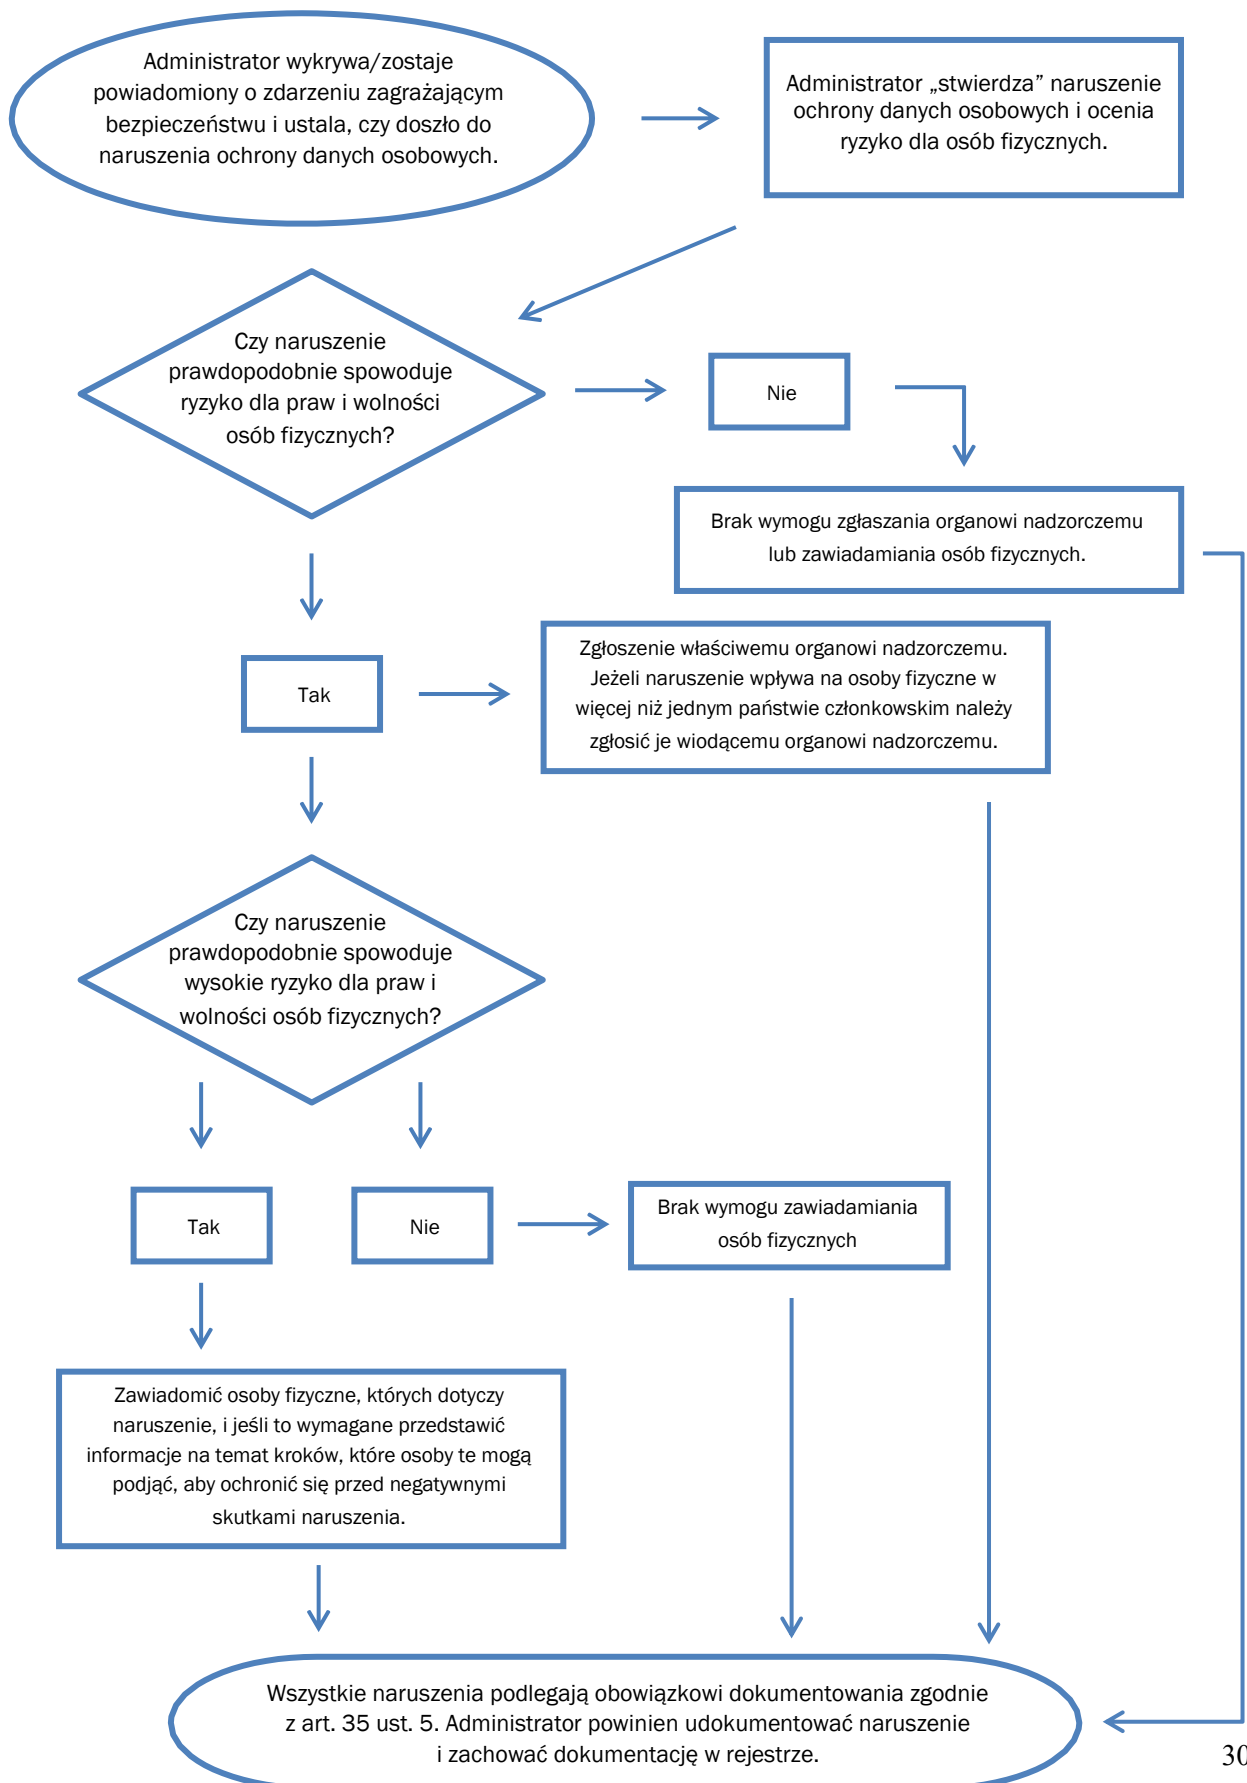 Administrator wykrywa/zostaje
powiadomiony o zdarzeniu zagrażającym
bezpieczeństwu i ustala, czy doszło do
naruszenia ochrony danych osobowych.
Administrator „stwierdza” naruszenie
ochrony danych osobowych i ocenia
ryzyko dla osób fizycznych.
Czy naruszenie
prawdopodobnie spowoduje
ryzyko dla praw i wolności
osób fizycznych?
Nie
Brak wymogu zgłaszania organowi nadzorczemu
lub zawiadamiania osób fizycznych.
Tak
Zgłoszenie właściwemu organowi nadzorczemu.
Jeżeli naruszenie wpływa na osoby fizyczne w
więcej niż jednym państwie członkowskim należy
zgłosić je wiodącemu organowi nadzorczemu.
Czy naruszenie
prawdopodobnie spowoduje
wysokie ryzyko dla praw i
wolności osób fizycznych?
Tak
Nie
Brak wymogu zawiadamiania
osób fizycznych
Zawiadomić osoby fizyczne, których dotyczy
naruszenie, i jeśli to wymagane przedstawić
informacje na temat kroków, które osoby te mogą
podjąć, aby ochronić się przed negatywnymi
skutkami naruszenia.
Wszystkie naruszenia podlegają obowiązkowi dokumentowania zgodnie
z art. 35 ust. 5. Administrator powinien udokumentować naruszenie
i zachować dokumentację w rejestrze.
30